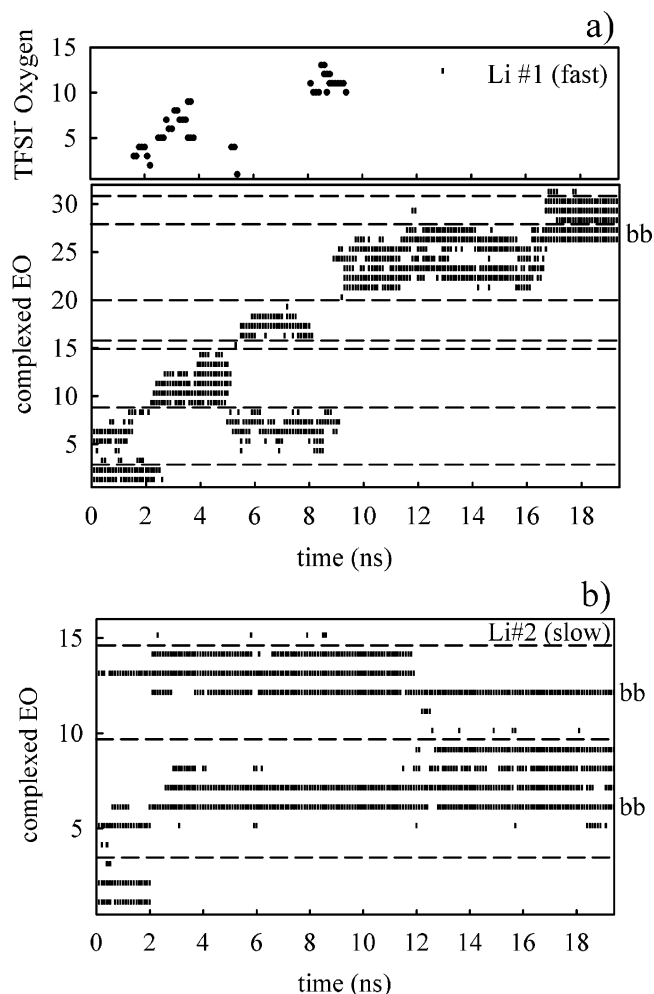 a)
15
10
5
TFSI⁻ Oxygen
Li #1 (fast)
30
25
20
15
10
5
complexed EO
bb
0 2 4 6 8 10 12 14 16 18
time (ns)
b)
15
10
5
complexed EO
Li#2 (slow)
bb
bb
0 2 4 6 8 10 12 14 16 18
time (ns)